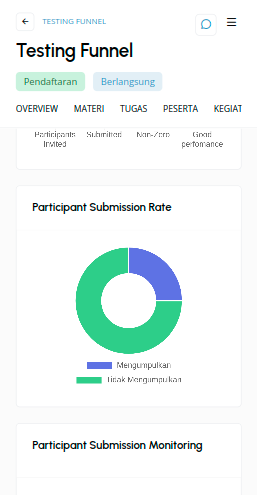 TESTING FUNNEL
Testing Funnel
Pendaftaran Berlangsung
OVERVIEW MATERI TUGAS PESERTA KEGIAT
Participants Submitted Non-Zero Good
Invited perfomance
Participant Submission Rate
Mengumpulkan
Tidak Mengumpulkan
Participant Submission Monitoring